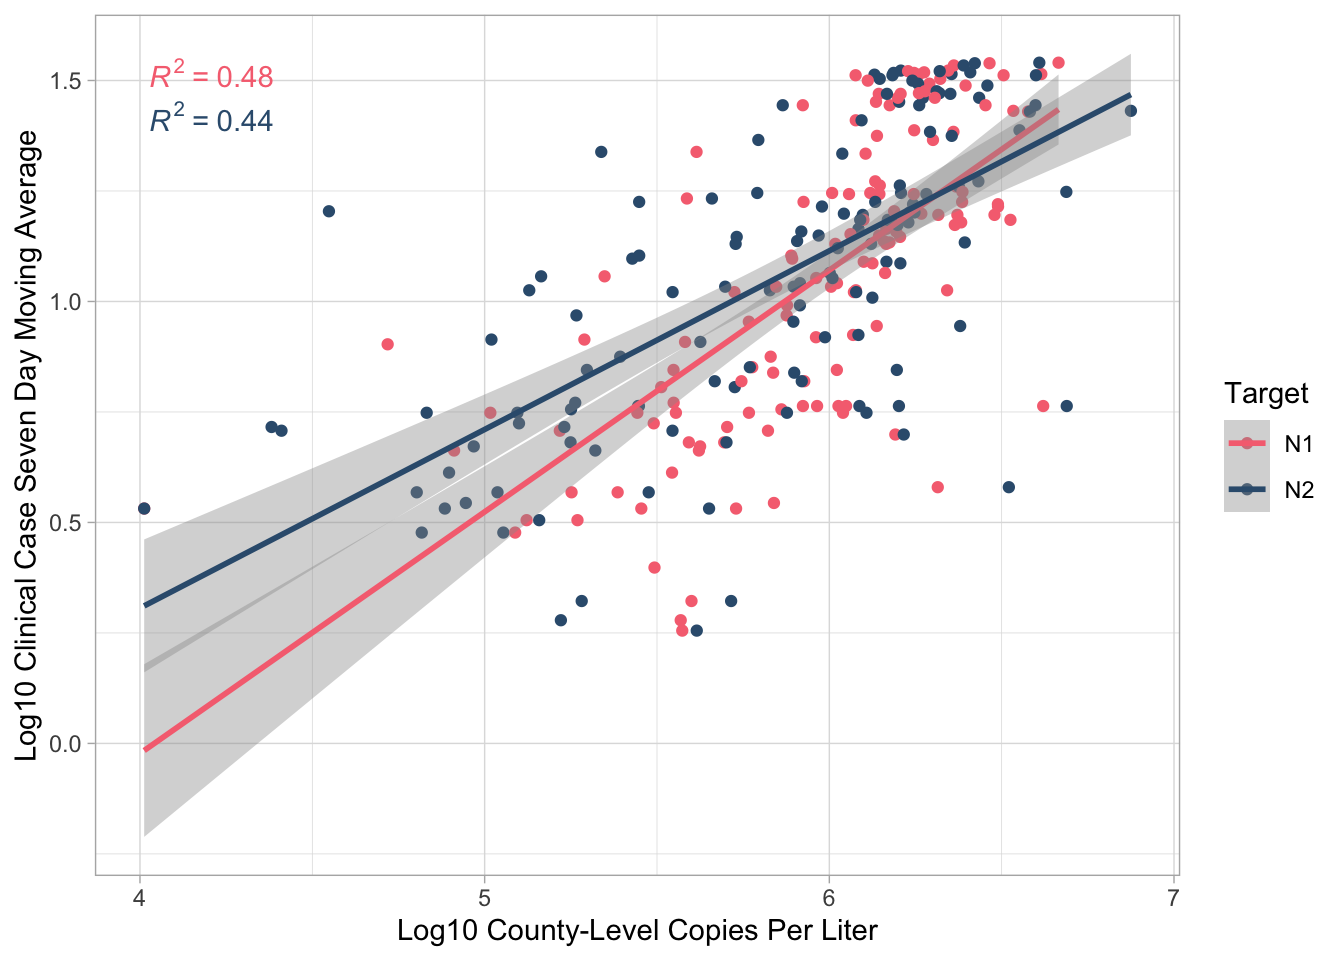 R² = 0.48
R² = 0.44
1.5
1.0
0.5
0.0
Log10 Clinical Case Seven Day Moving Average
4 5 6 7
Log10 County-Level Copies Per Liter
Target
N1
N2